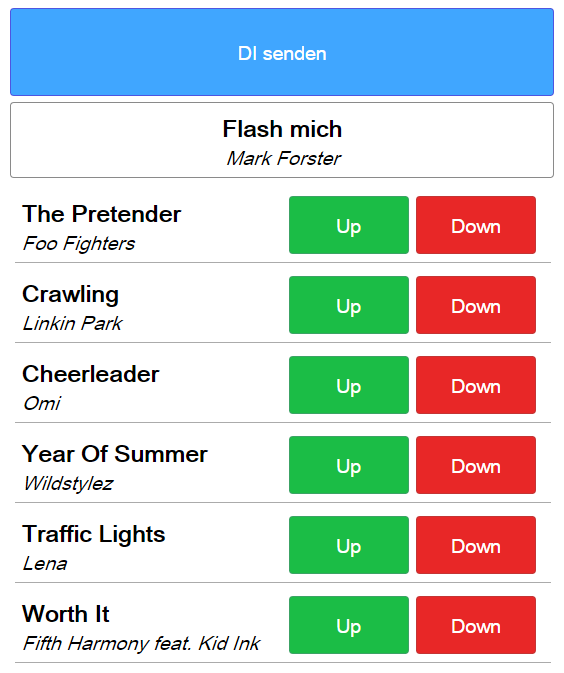 DI senden
Flash mich
Mark Forster
The Pretender
Foo Fighters
Up Down
Crawling
Linkin Park
Up Down
Cheerleader
Omi
Up Down
Year Of Summer
Wildstylez
Up Down
Traffic Lights
Lena
Up Down
Worth It
Fifth Harmony feat. Kid Ink
Up Down